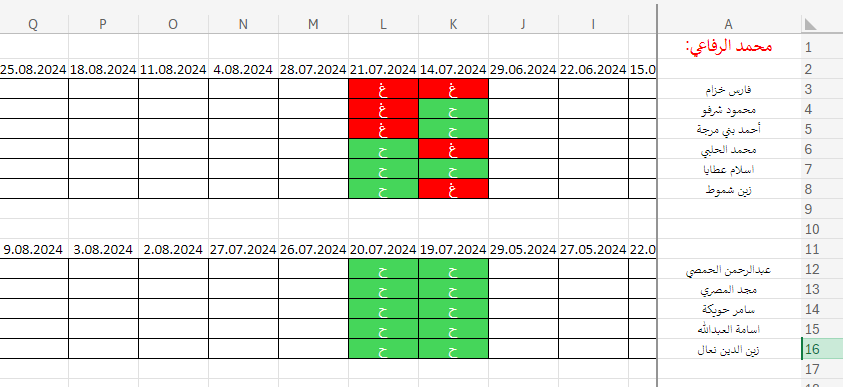 A I J K L M N O P Q
1 محمد الرفاعي:
2 15.0 22.06.2024 29.06.2024 14.07.2024 21.07.2024 28.07.2024 4.08.2024 11.08.2024 18.08.2024 25.08.2024
3 فارس خزام غ غ
4 محمود شرفو ح غ
5 أحمد بني مرجة ح غ
6 محمد الحلبي غ ح
7 اسلام عطايا ح ح
8 زين شموط غ ح
9
10
11 22.0 27.05.2024 29.05.2024 19.07.2024 20.07.2024 26.07.2024 27.07.2024 2.08.2024 3.08.2024 9.08.2024
12 عبدالرحمن الحمصي ح ح
13 مجد المصري ح ح
14 سامر حويكة ح ح
15 اسامة العبدالله ح ح
16 زين الدين نعال ح ح
17